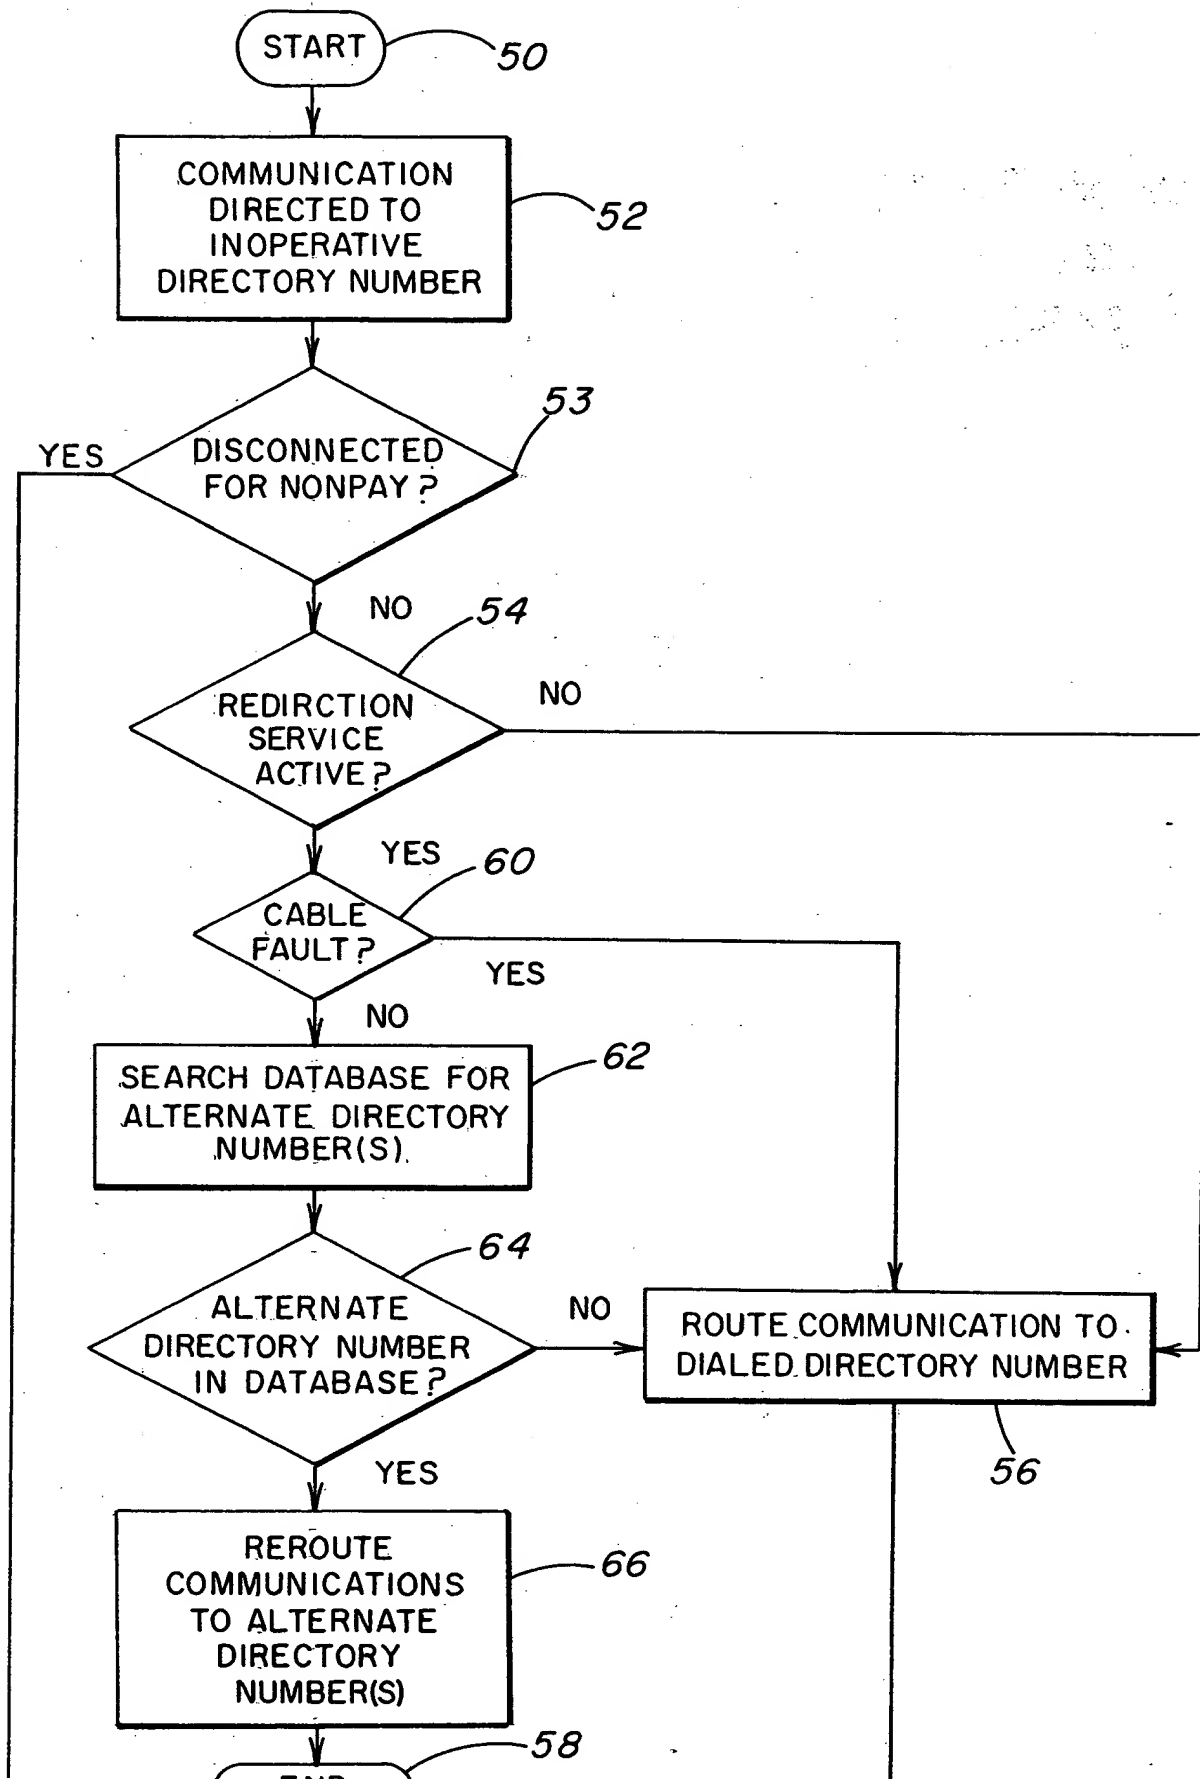 START
50
COMMUNICATION
DIRECTED TO
INOPERATIVE
DIRECTORY NUMBER
52
53
YES
DISCONNECTED
FOR NONPAY?
NO
54
REDIRCTION
SERVICE
ACTIVE?
NO
YES
60
CABLE
FAULT?
YES
NO
62
SEARCH DATABASE FOR
ALTERNATE DIRECTORY
NUMBER(S)
64
ALTERNATE
DIRECTORY NUMBER
IN DATABASE?
NO
ROUTE COMMUNICATION TO
DIALED DIRECTORY NUMBER
56
YES
REROUTE
COMMUNICATIONS
TO ALTERNATE
DIRECTORY
NUMBER(S)
66
58
END